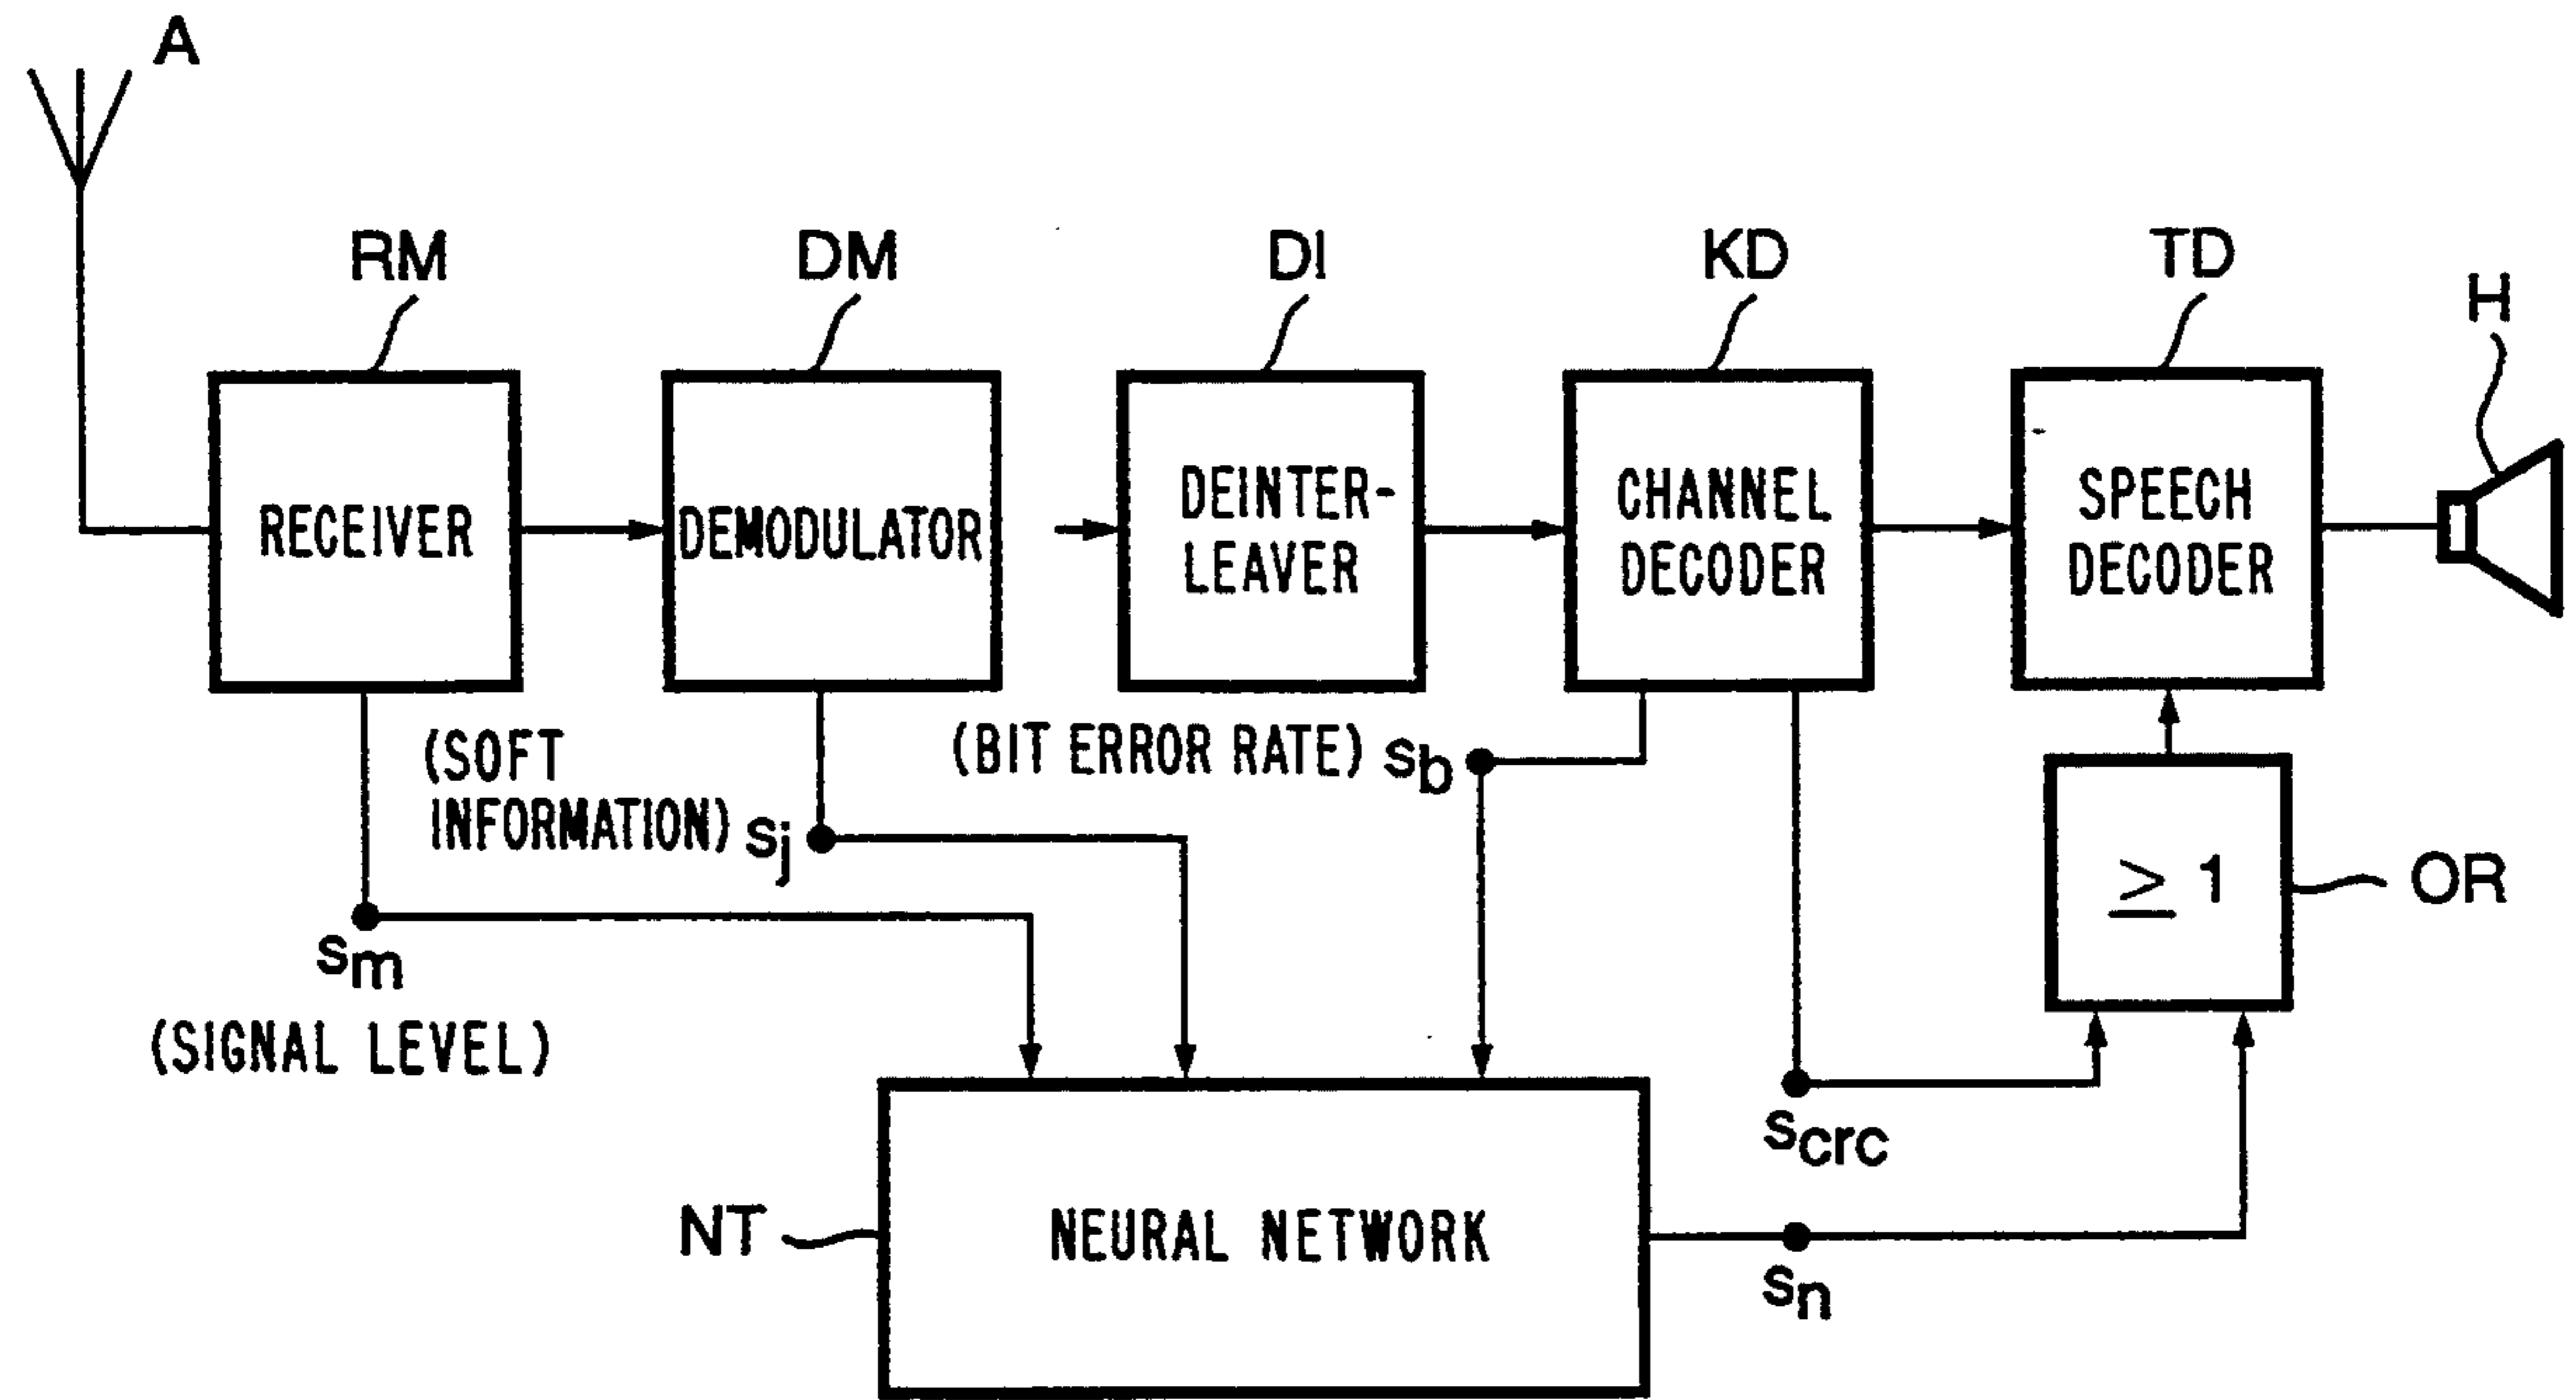 A
RM
DM
DI
KD
TD
H
RECEIVER
DEMODULATOR
DEINTER-
LEAVER
CHANNEL
DECODER
SPEECH
DECODER
(SOFT
INFORMATION) sj
(BIT ERROR RATE) sb
≥ 1
OR
sm
(SIGNAL LEVEL)
scrc
NT
NEURAL NETWORK
sn